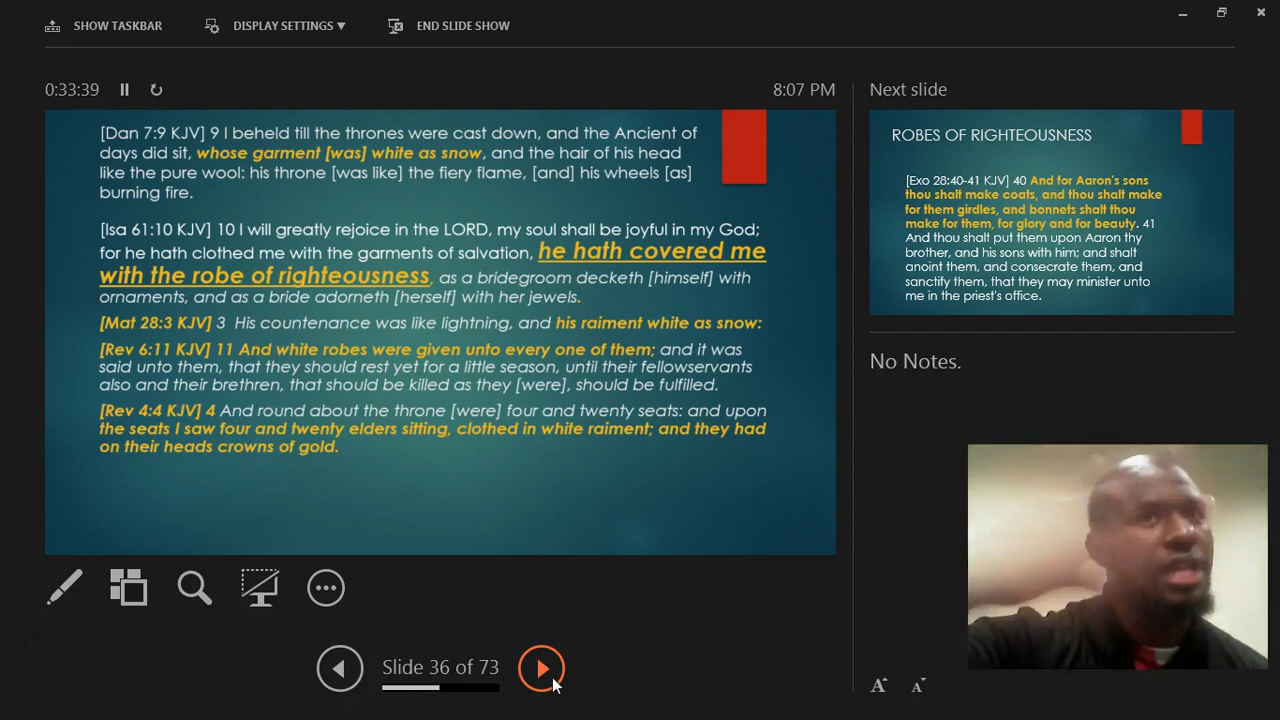 SHOW TASKBAR
DISPLAY SETTINGS
END SLIDE SHOW
0:33:39
8:07 PM
[Dan 7:9 KJV] 9 I beheld till the thrones were cast down, and the Ancient of
days did sit, whose garment [was] white as snow, and the hair of his head
like the pure wool: his throne [was like] the fiery flame, [and] his wheels [as]
burning fire.
[Isa 61:10 KJV] 10 I will greatly rejoice in the LORD, my soul shall be joyful in my God;
for he hath clothed me with the garments of salvation, he hath covered me
with the robe of righteousness, as a bridegroom decketh [himself] with
ornaments, and as a bride adorneth [herself] with her jewels.
[Mat 28:3 KJV] 3 His countenance was like lightning, and his raiment white as snow:
[Rev 6:11 KJV] 11 And white robes were given unto every one of them; and it was
said unto them, that they should rest yet for a little season, until their fellowservants
also and their brethren, that should be killed as they [were], should be fulfilled.
[Rev 4:4 KJV] 4 And round about the throne [were] four and twenty seats: and upon
the seats I saw four and twenty elders sitting, clothed in white raiment; and they had
on their heads crowns of gold.
Slide 36 of 73
Next slide
ROBES OF RIGHTEOUSNESS
[Exo 28:40-41 KJV] 40 And for Aaron's sons
thou shalt make coats, and thou shalt make
for them girdles, and bonnets shalt thou
make for them, for glory and for beauty. 41
And thou shalt put them upon Aaron thy
brother, and his sons with him; and shalt
anoint them, and consecrate them, and
sanctify them, that they may minister unto
me in the priest's office.
No Notes.
A A